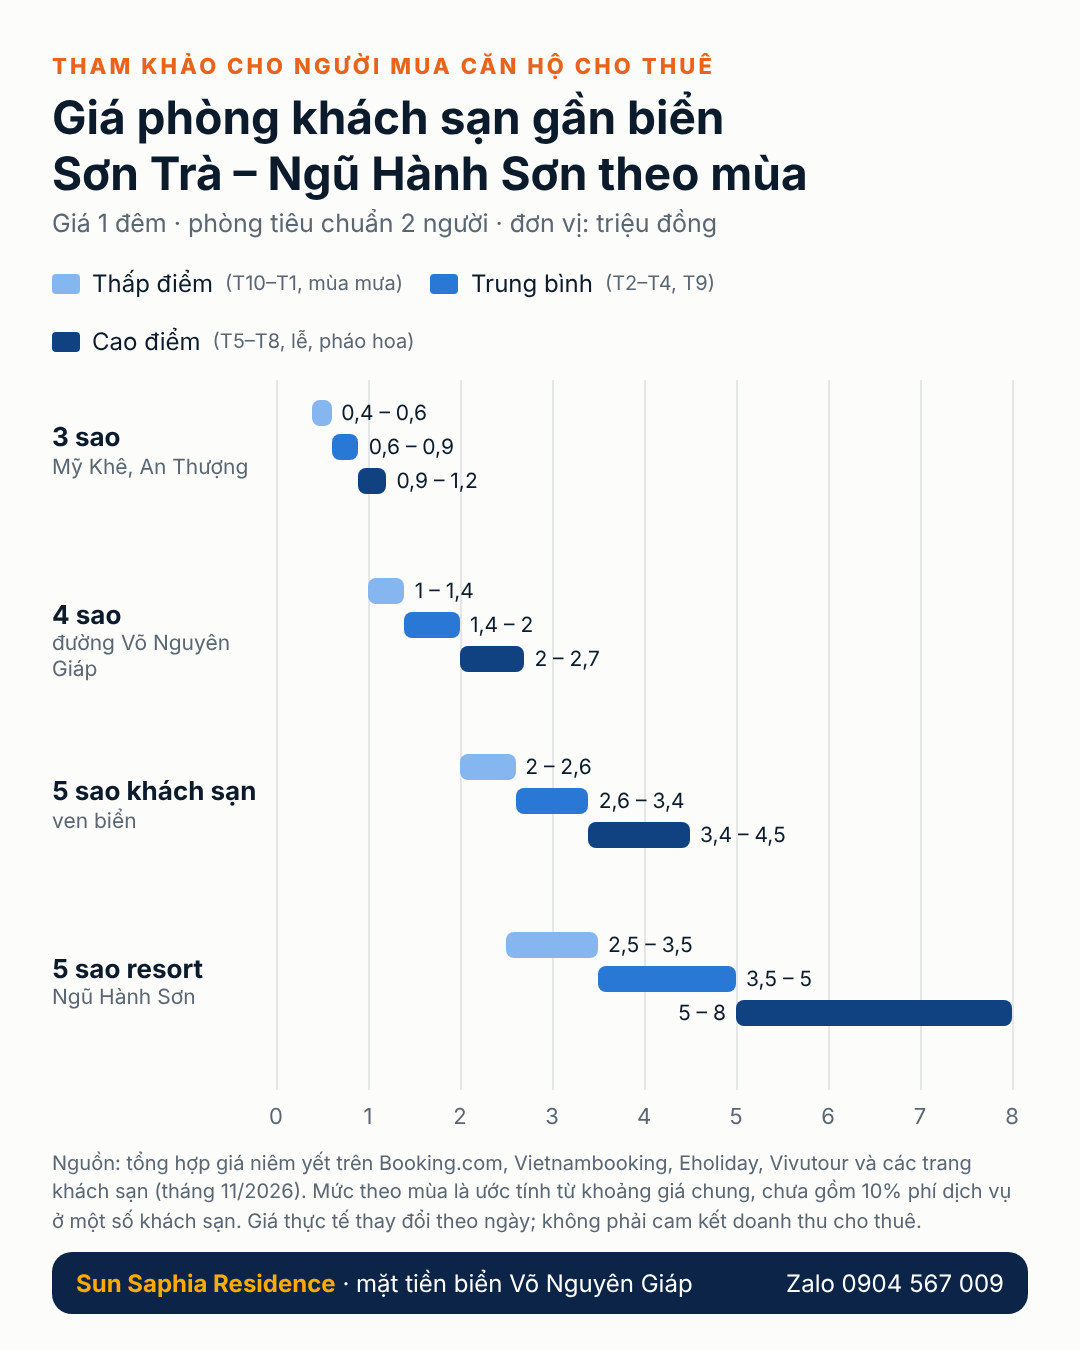 THAM KHẢO CHO NGƯỜI MUA CĂN HỘ CHO THUÊ
Giá phòng khách sạn gần biển
Sơn Trà – Ngũ Hành Sơn theo mùa
Giá 1 đêm · phòng tiêu chuẩn 2 người · đơn vị: triệu đồng
Thấp điểm (T10–T1, mùa mưa) Trung bình (T2–T4, T9)
Cao điểm (T5–T8, lễ, pháo hoa)
3 sao
Mỹ Khê, An Thượng
0,4 – 0,6
0,6 – 0,9
0,9 – 1,2
4 sao
đường Võ Nguyên
Giáp
1 – 1,4
1,4 – 2
2 – 2,7
5 sao khách sạn
ven biển
2 – 2,6
2,6 – 3,4
3,4 – 4,5
5 sao resort
Ngũ Hành Sơn
2,5 – 3,5
3,5 – 5
5 – 8
0 1 2 3 4 5 6 7 8
Nguồn: tổng hợp giá niêm yết trên Booking.com, Vietnambooking, Eholiday, Vivutour và các trang
khách sạn (tháng 11/2026). Mức theo mùa là ước tính từ khoảng giá chung, chưa gồm 10% phí dịch vụ
ở một số khách sạn. Giá thực tế thay đổi theo ngày; không phải cam kết doanh thu cho thuê.
Sun Saphia Residence · mặt tiền biển Võ Nguyên Giáp Zalo 0904 567 009